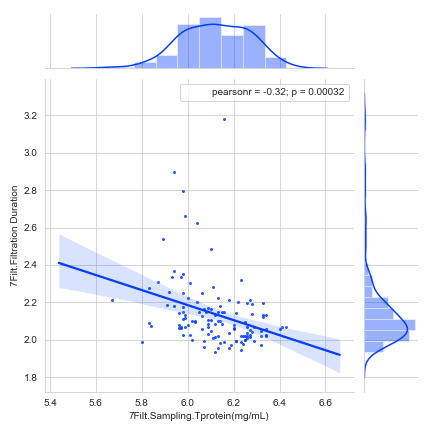 pearsonr = -0.32; p = 0.00032
7Filt.Filtration Duration
3.2
3.0
2.8
2.6
2.4
2.2
2.0
1.8
5.4 5.6 5.8 6.0 6.2 6.4 6.6
7Filt.Sampling.Tprotein(mg/mL)